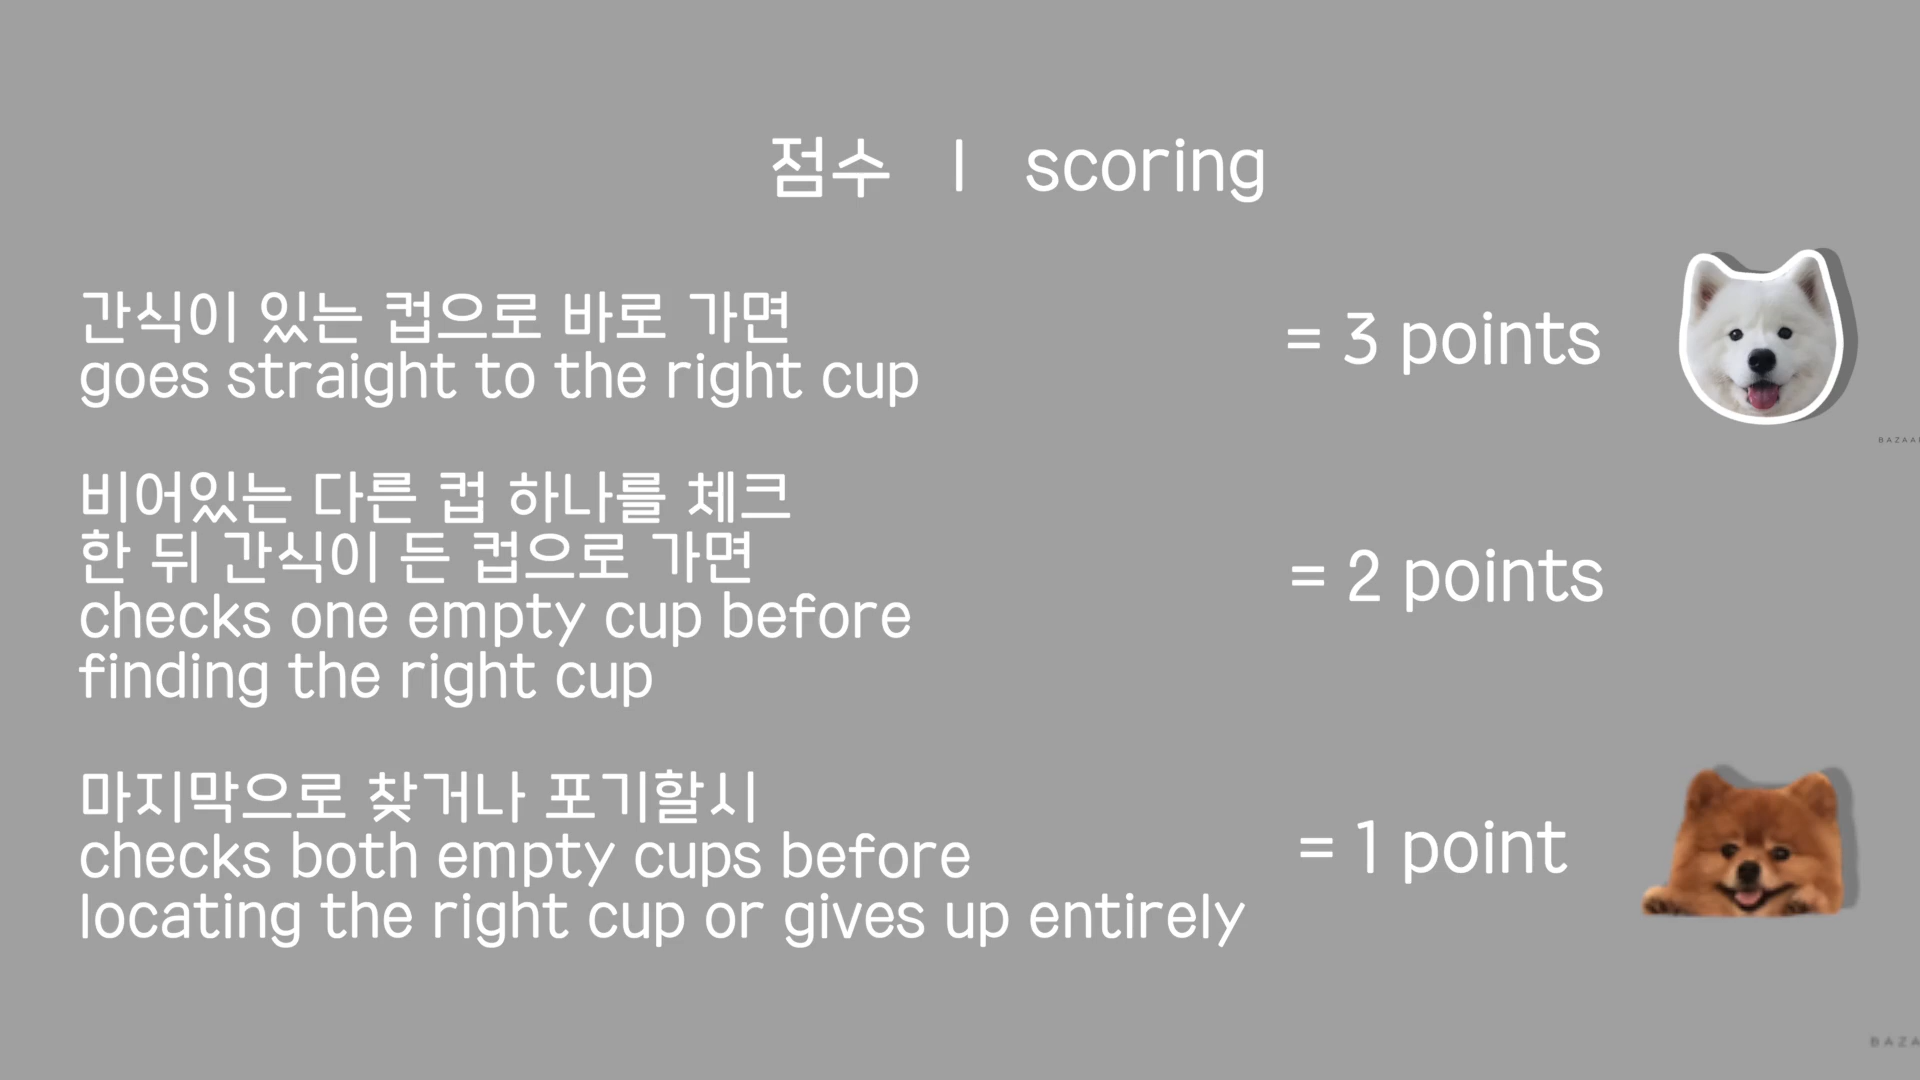 점수 | scoring
간식이 있는 컵으로 바로 가면
goes straight to the right cup
= 3 points
비어있는 다른 컵 하나를 체크
한 뒤 간식이 든 컵으로 가면
checks one empty cup before
finding the right cup
= 2 points
마지막으로 찾거나 포기할시
checks both empty cups before
locating the right cup or gives up entirely
= 1 point